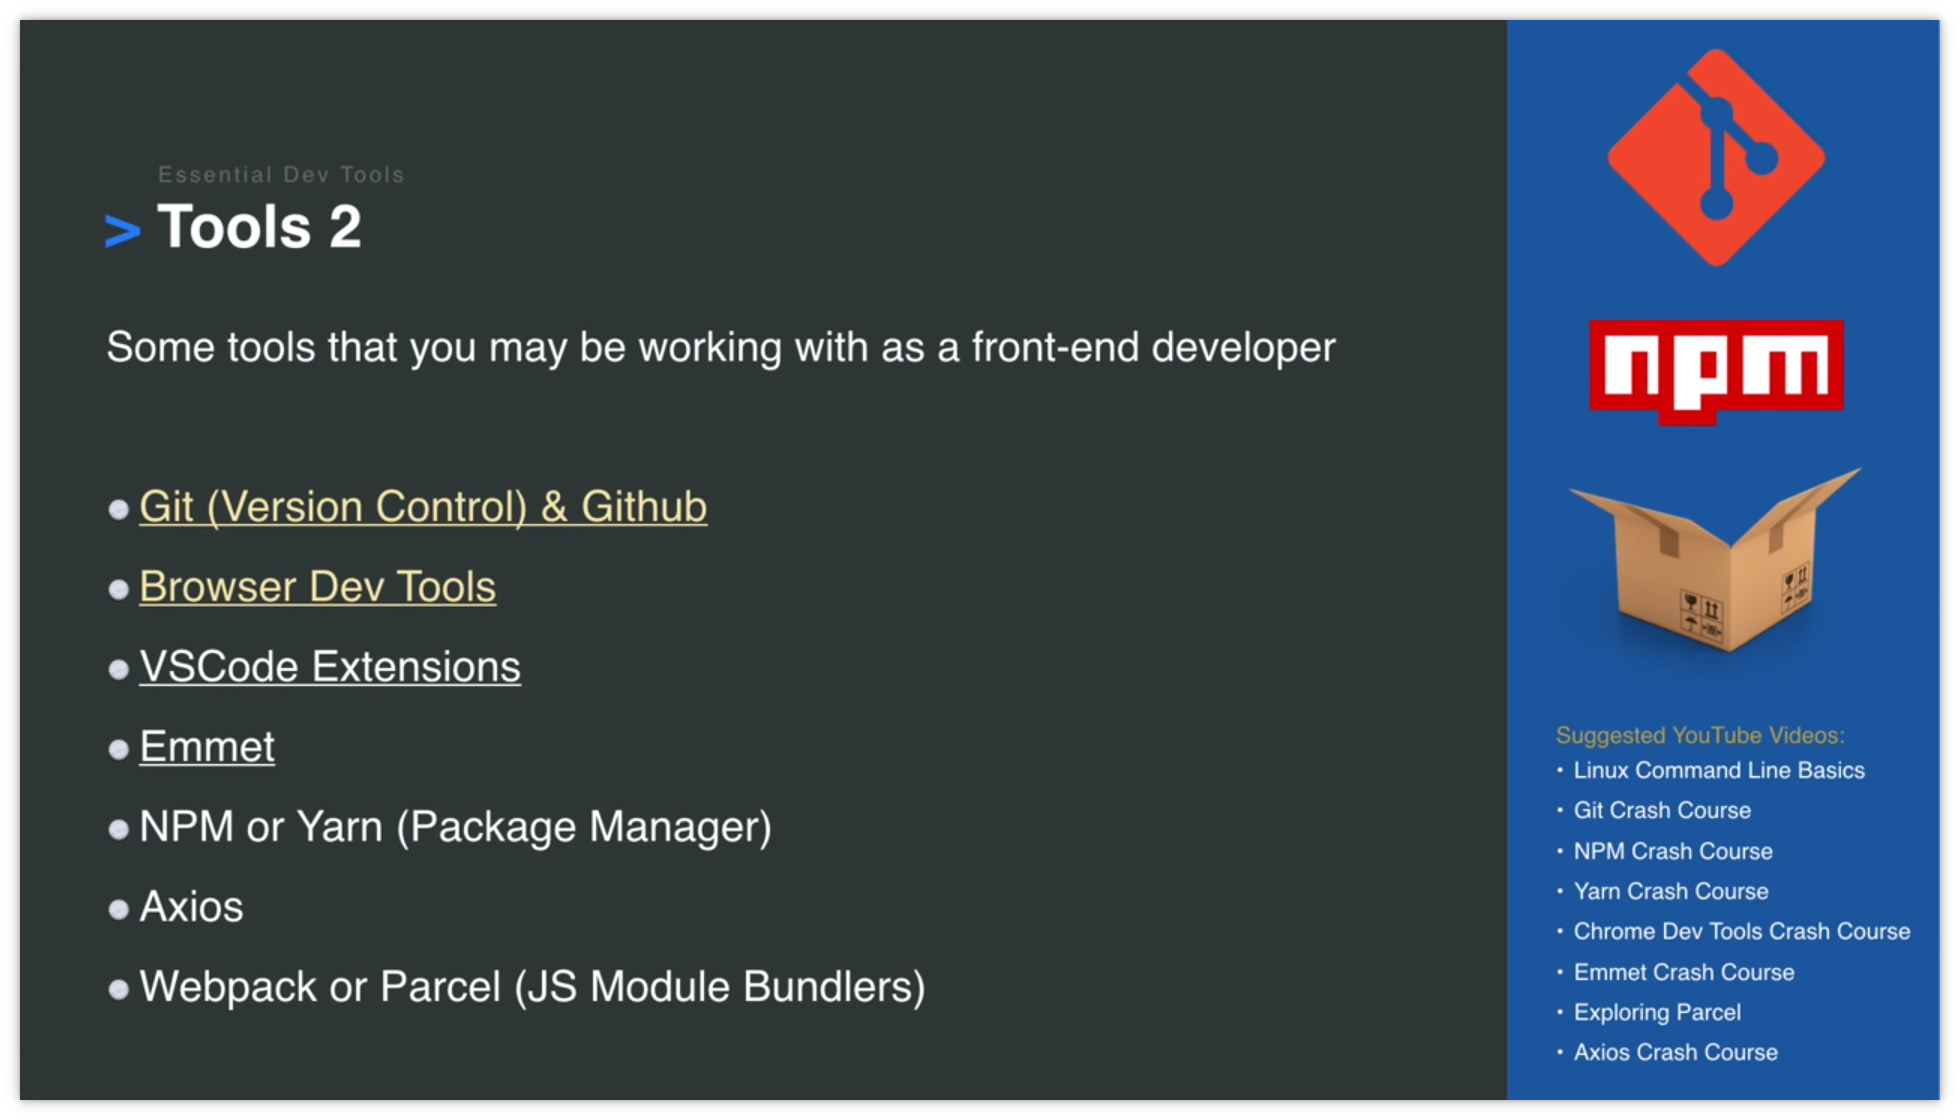 Essential Dev Tools
> Tools 2
Some tools that you may be working with as a front-end developer
• Git (Version Control) & Github
• Browser Dev Tools
• VSCode Extensions
• Emmet
• NPM or Yarn (Package Manager)
• Axios
• Webpack or Parcel (JS Module Bundlers)
npm
Suggested YouTube Videos:
• Linux Command Line Basics
• Git Crash Course
• NPM Crash Course
• Yarn Crash Course
• Chrome Dev Tools Crash Course
• Emmet Crash Course
• Exploring Parcel
• Axios Crash Course